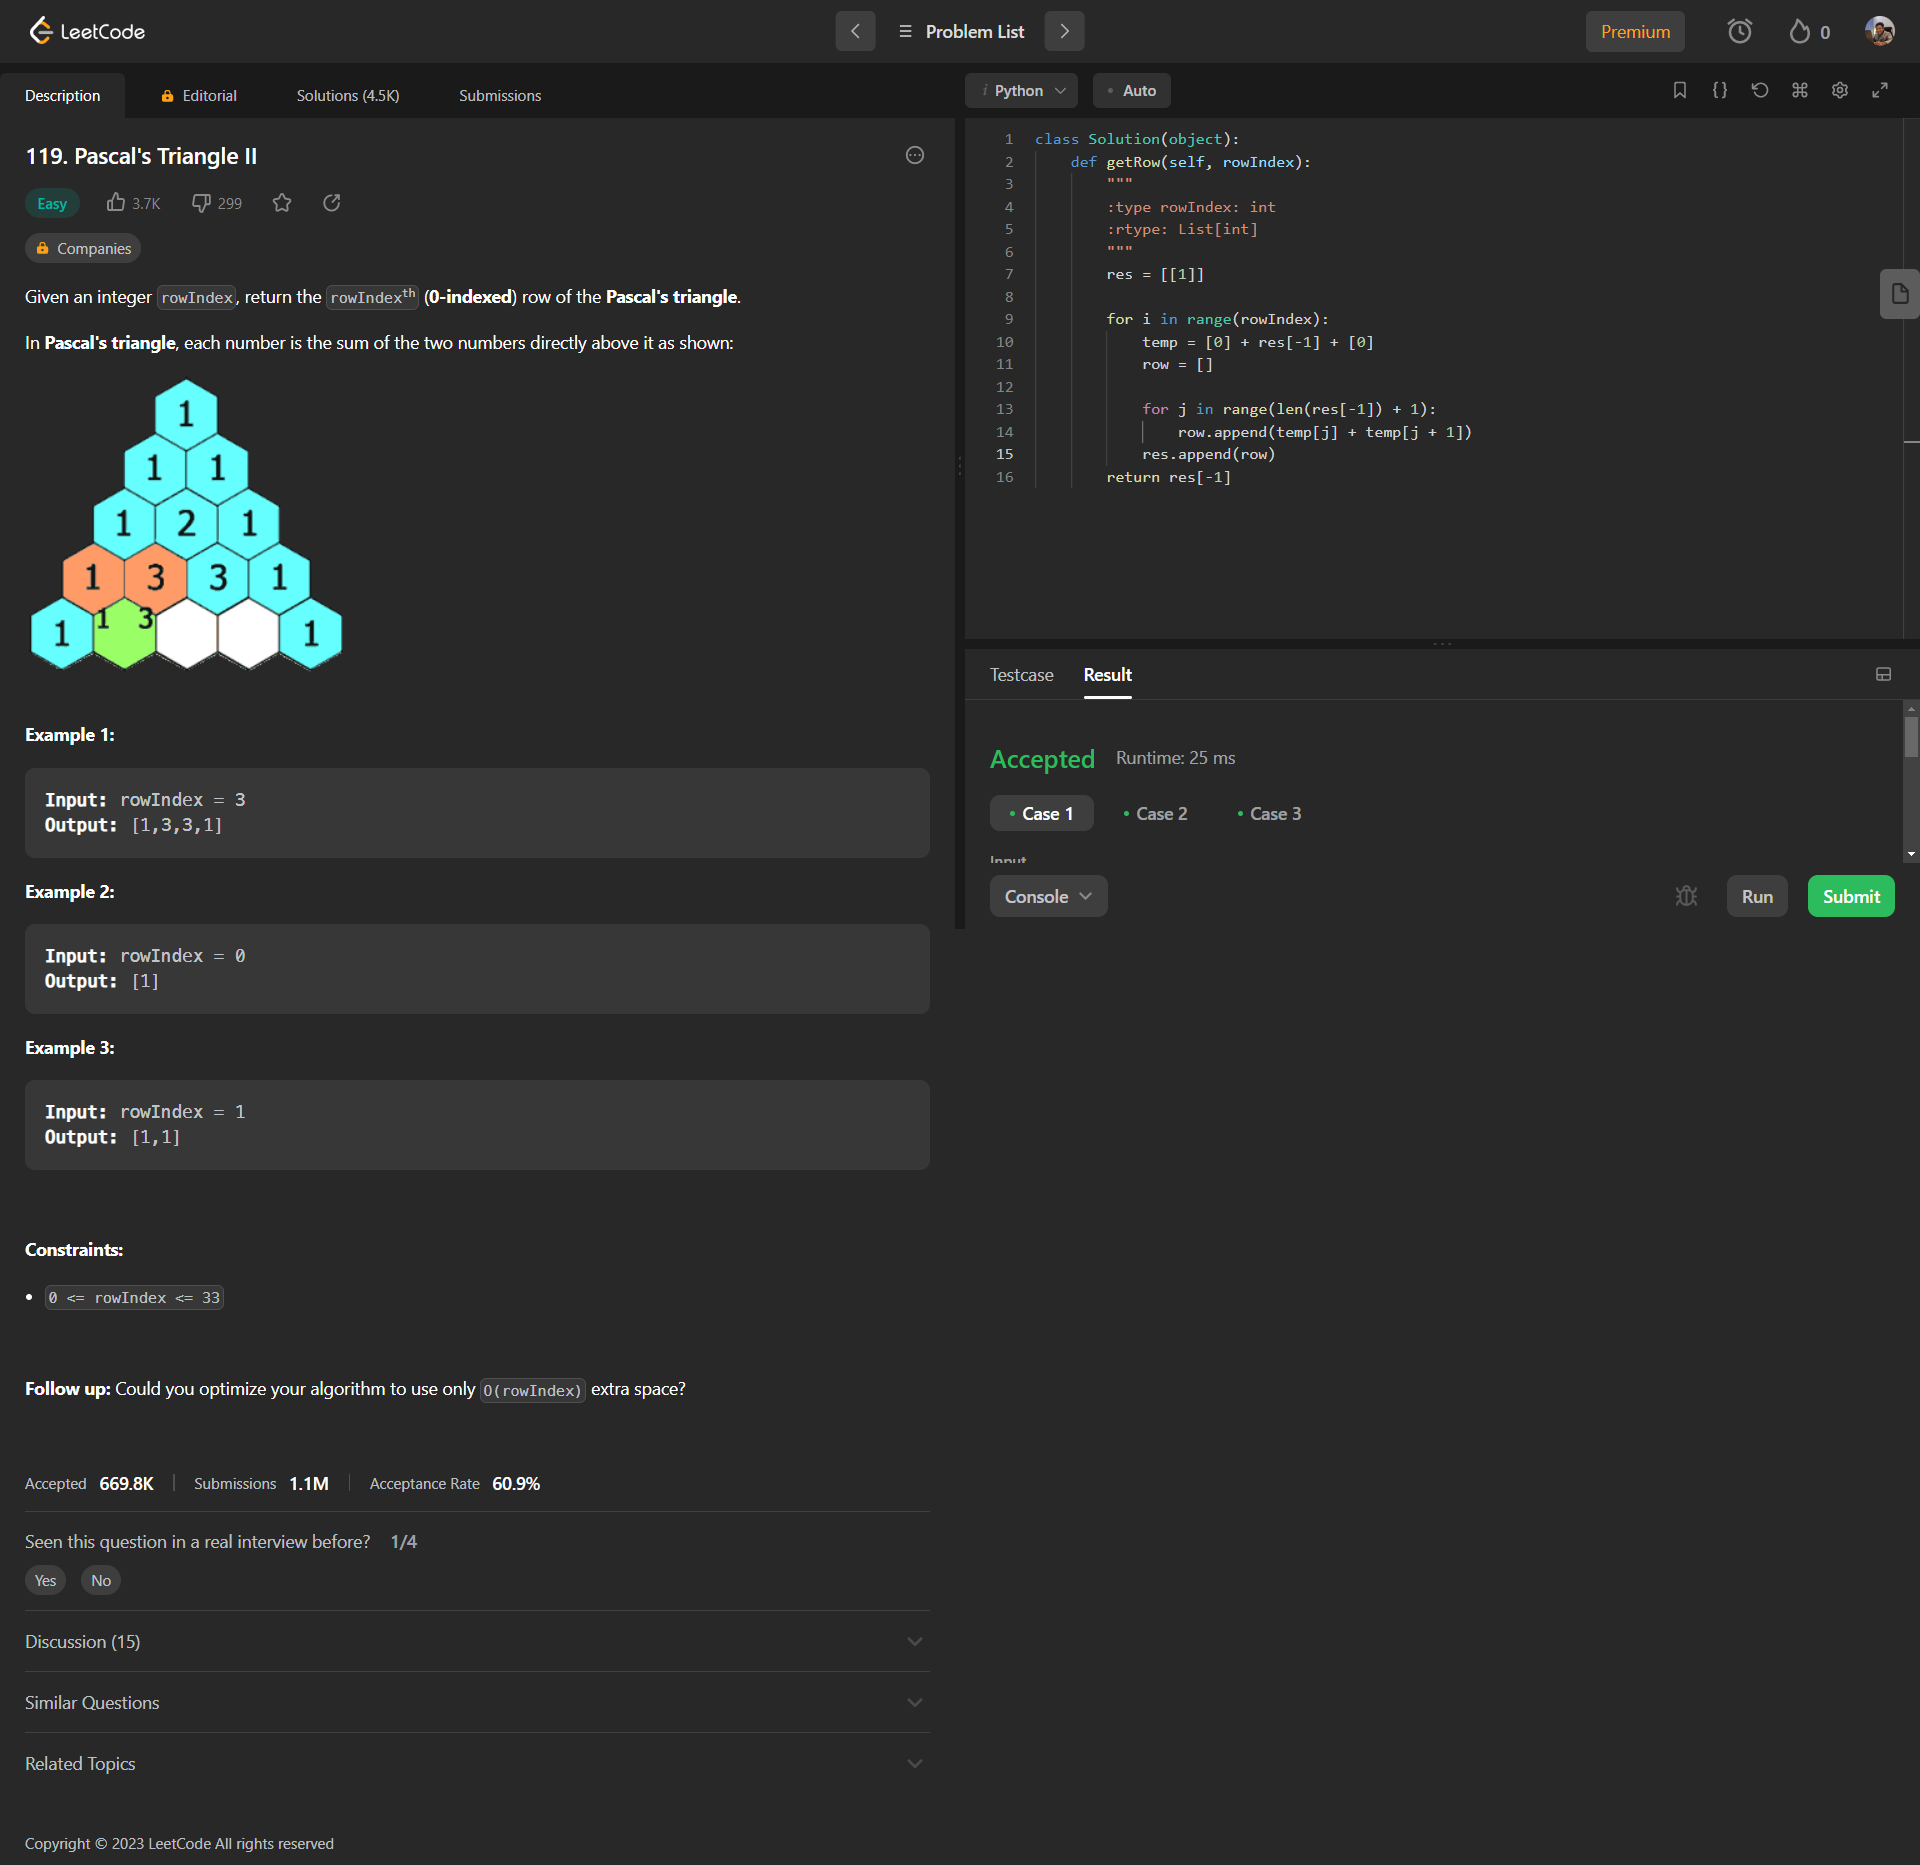 LeetCode
Problem List
Premium
0
Description
Editorial
Solutions (4.5K)
Submissions
119. Pascal's Triangle II
Easy
3.7K
299
Companies
Given an integer rowIndex, return the rowIndexth (0-indexed) row of the Pascal's triangle.
In Pascal's triangle, each number is the sum of the two numbers directly above it as shown:
1
1 1
1 2 1
1 3 3 1
1 1 3 1
Example 1:
Input: rowIndex = 3
Output: [1,3,3,1]
Example 2:
Input: rowIndex = 0
Output: [1]
Example 3:
Input: rowIndex = 1
Output: [1,1]
Constraints:
• 0 <= rowIndex <= 33
Follow up: Could you optimize your algorithm to use only O(rowIndex) extra space?
Accepted 669.8K
Submissions 1.1M
Acceptance Rate 60.9%
Seen this question in a real interview before? 1/4
Yes
No
Discussion (15)
Similar Questions
Related Topics
Copyright © 2023 LeetCode All rights reserved
i Python
• Auto
{}
1 class Solution(object):
2     def getRow(self, rowIndex):
3         """
4         :type rowIndex: int
5         :rtype: List[int]
6         """
7         res = [[1]]
8
9         for i in range(rowIndex):
10             temp = [0] + res[-1] + [0]
11             row = []
12
13             for j in range(len(res[-1]) + 1):
14                 row.append(temp[j] + temp[j + 1])
15             res.append(row)
16         return res[-1]
Testcase
Result
Accepted
Runtime: 25 ms
• Case 1
• Case 2
• Case 3
Input
Console
Run
Submit